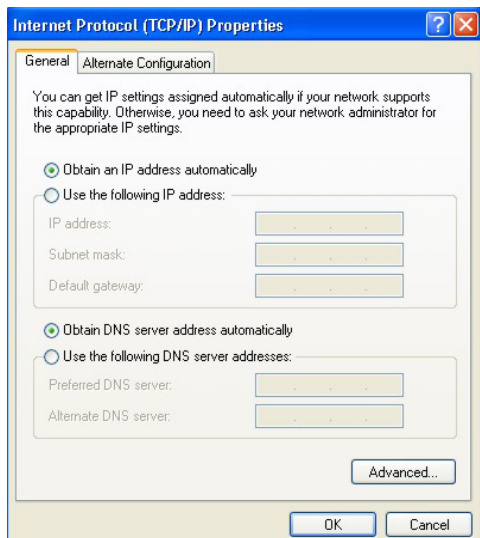 Internet Protocol (TCP/IP) Properties
General
Alternate Configuration
You can get IP settings assigned automatically if your network supports
this capability. Otherwise, you need to ask your network administrator for
the appropriate IP settings.
Obtain an IP address automatically
Use the following IP address:
IP address:
Subnet mask:
Default gateway:
Obtain DNS server address automatically
Use the following DNS server addresses:
Preferred DNS server:
Alternate DNS server:
Advanced...
OK
Cancel